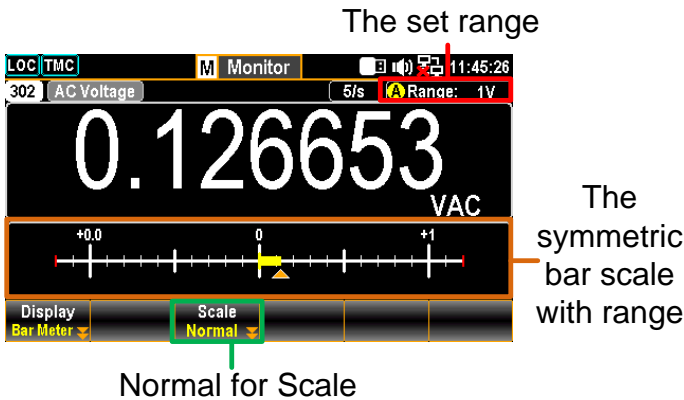 The set range
LOC TMC M Monitor 11:45:26
302 AC Voltage 5/s A Range: 1V
0.126653
VAC
+0.0 0 +1
The
symmetric
bar scale
with range
Display Scale
Bar Meter Normal
Normal for Scale